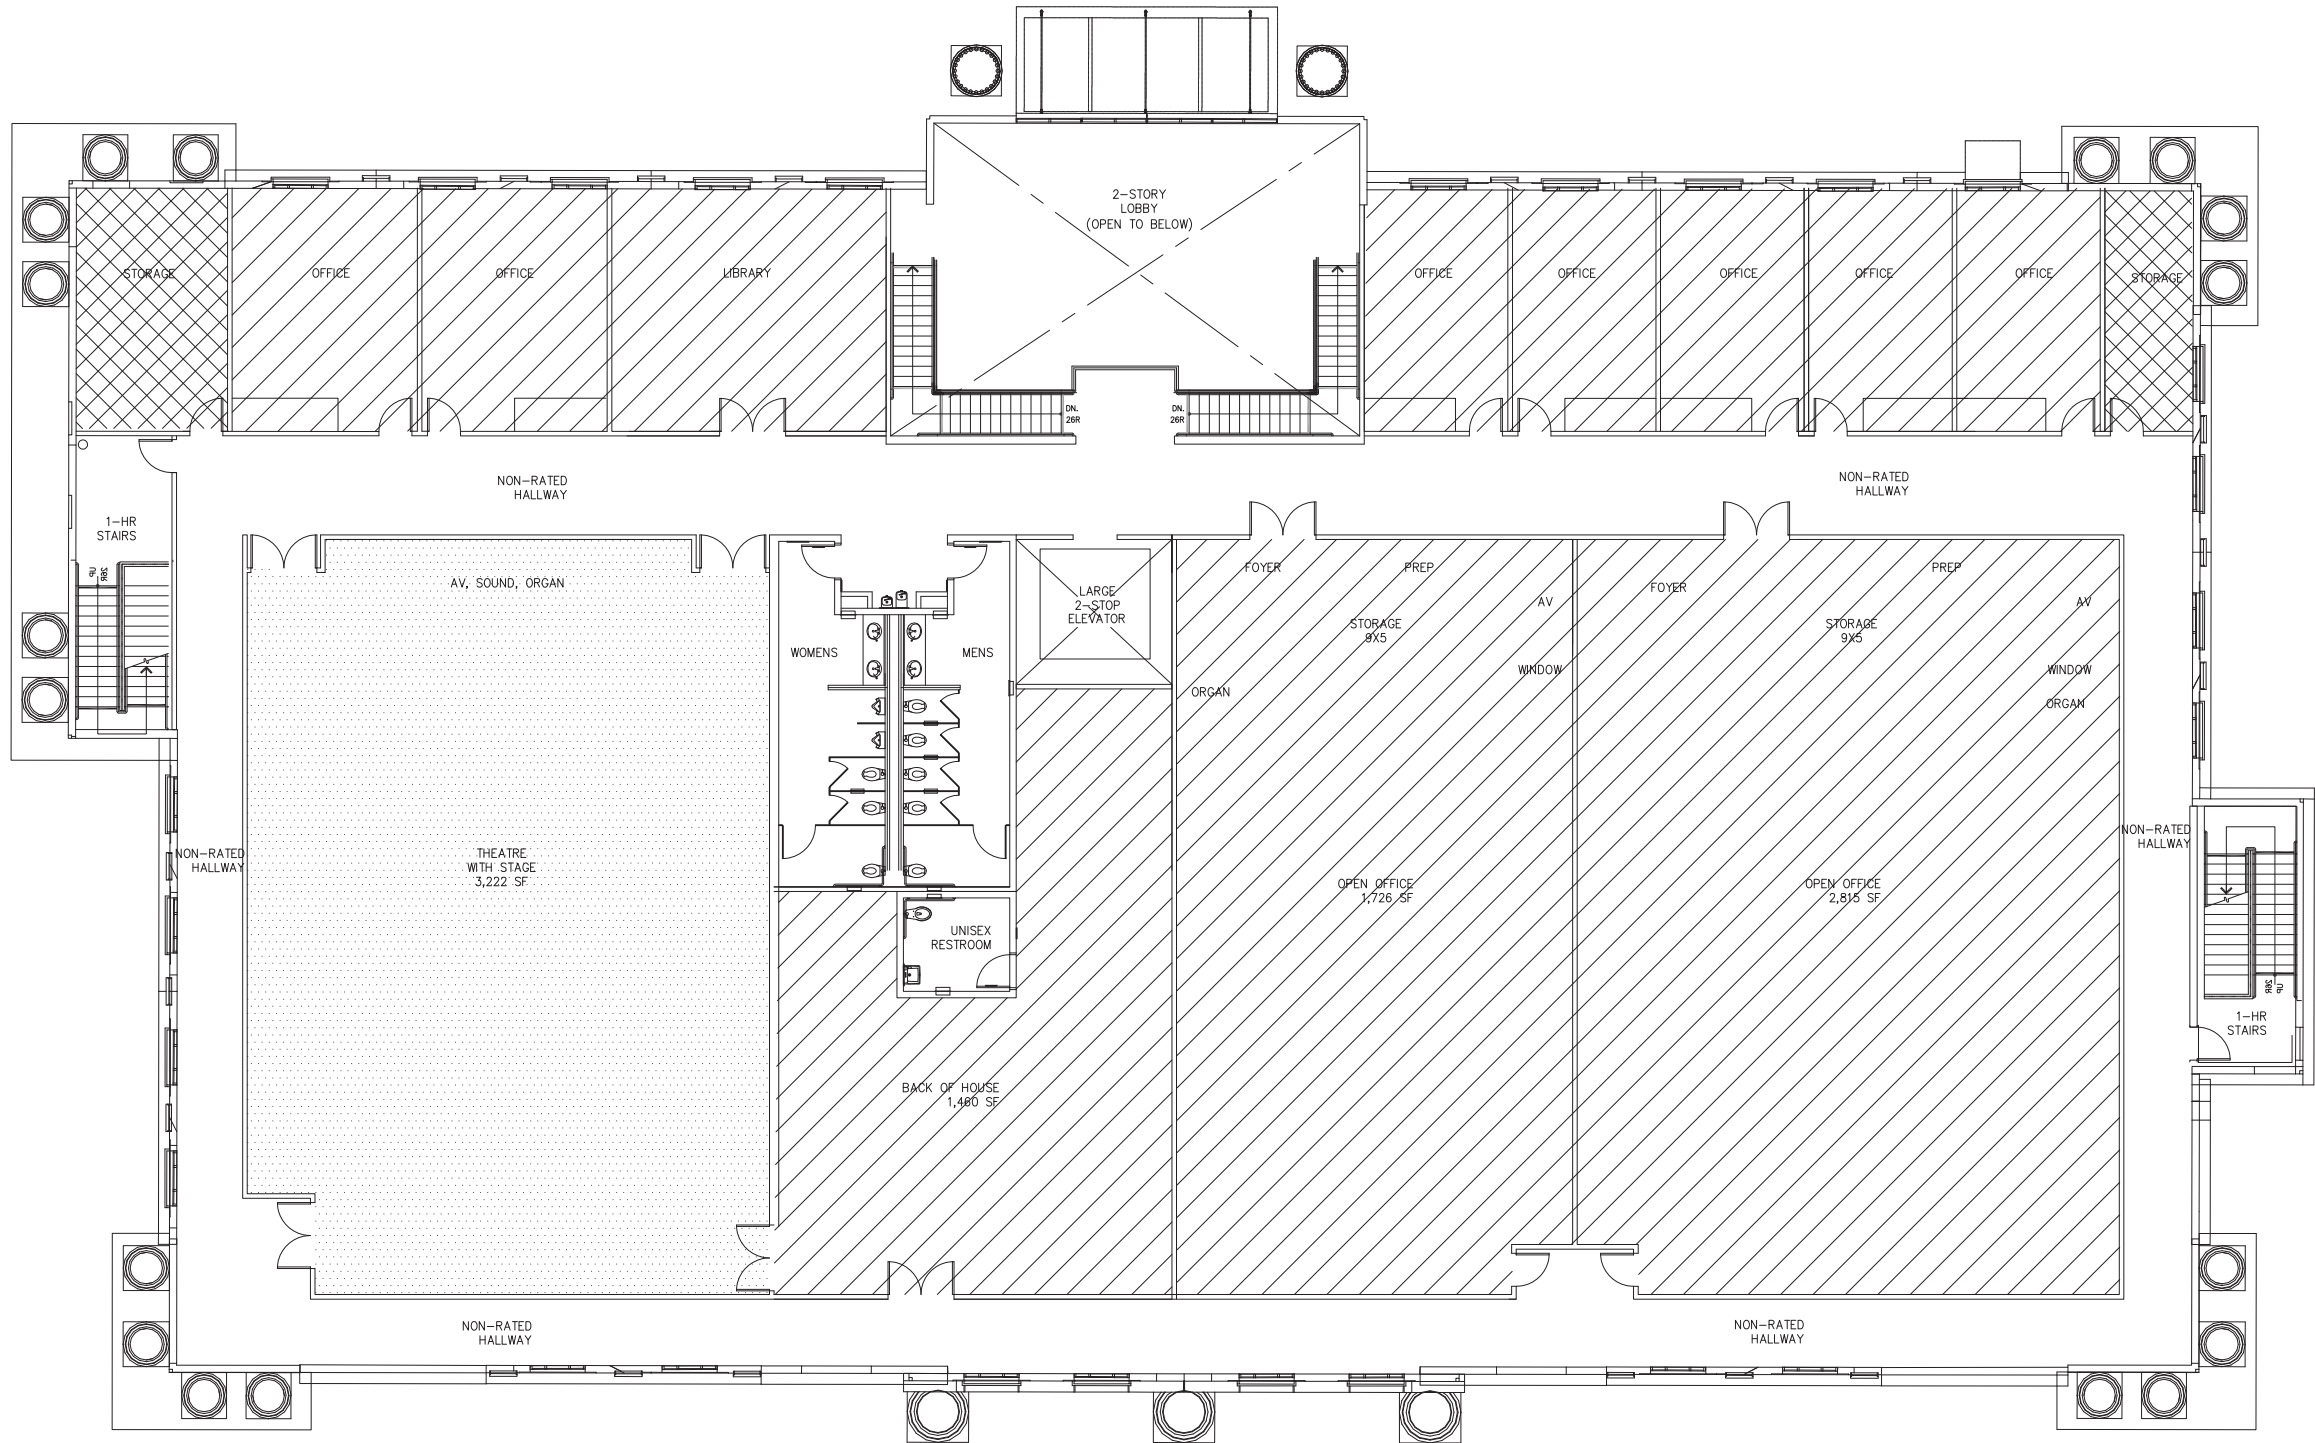 2-STORY
LOBBY
(OPEN TO BELOW)
STORAGE
OFFICE
OFFICE
LIBRARY
OFFICE
OFFICE
OFFICE
OFFICE
OFFICE
STORAGE
DN.
26R
DN.
26R
NON-RATED
HALLWAY
NON-RATED
HALLWAY
1-HR
STAIRS
UP
26R
AV, SOUND, ORGAN
WOMENS
MENS
LARGE
2-STOP
ELEVATOR
FOYER
PREP
AV
STORAGE
9X5
WINDOW
ORGAN
FOYER
PREP
AV
STORAGE
9X5
WINDOW
ORGAN
NON-RATED
HALLWAY
THEATRE
WITH STAGE
3,222 SF
OPEN OFFICE
1,726 SF
OPEN OFFICE
2,815 SF
NON-RATED
HALLWAY
UNISEX
RESTROOM
UP
26R
1-HR
STAIRS
BACK OF HOUSE
1,460 SF
NON-RATED
HALLWAY
NON-RATED
HALLWAY